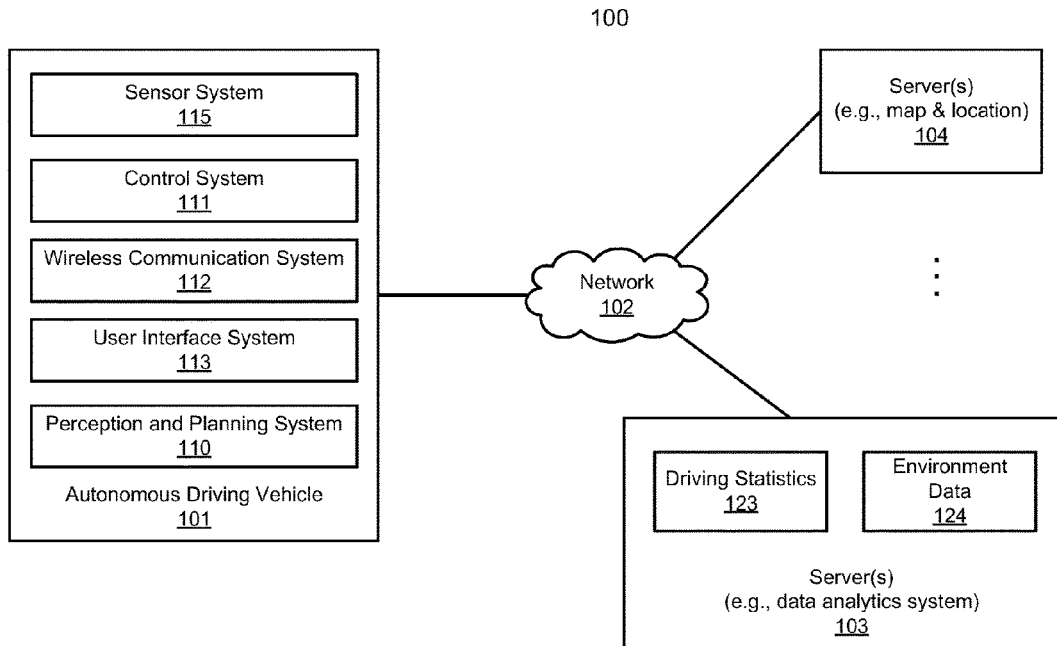 100
Sensor System
115
Control System
111
Wireless Communication System
112
User Interface System
113
Perception and Planning System
110
Autonomous Driving Vehicle
101
Network
102
Server(s)
(e.g., map & location)
104
Driving Statistics
123
Environment
Data
124
Server(s)
(e.g., data analytics system)
103